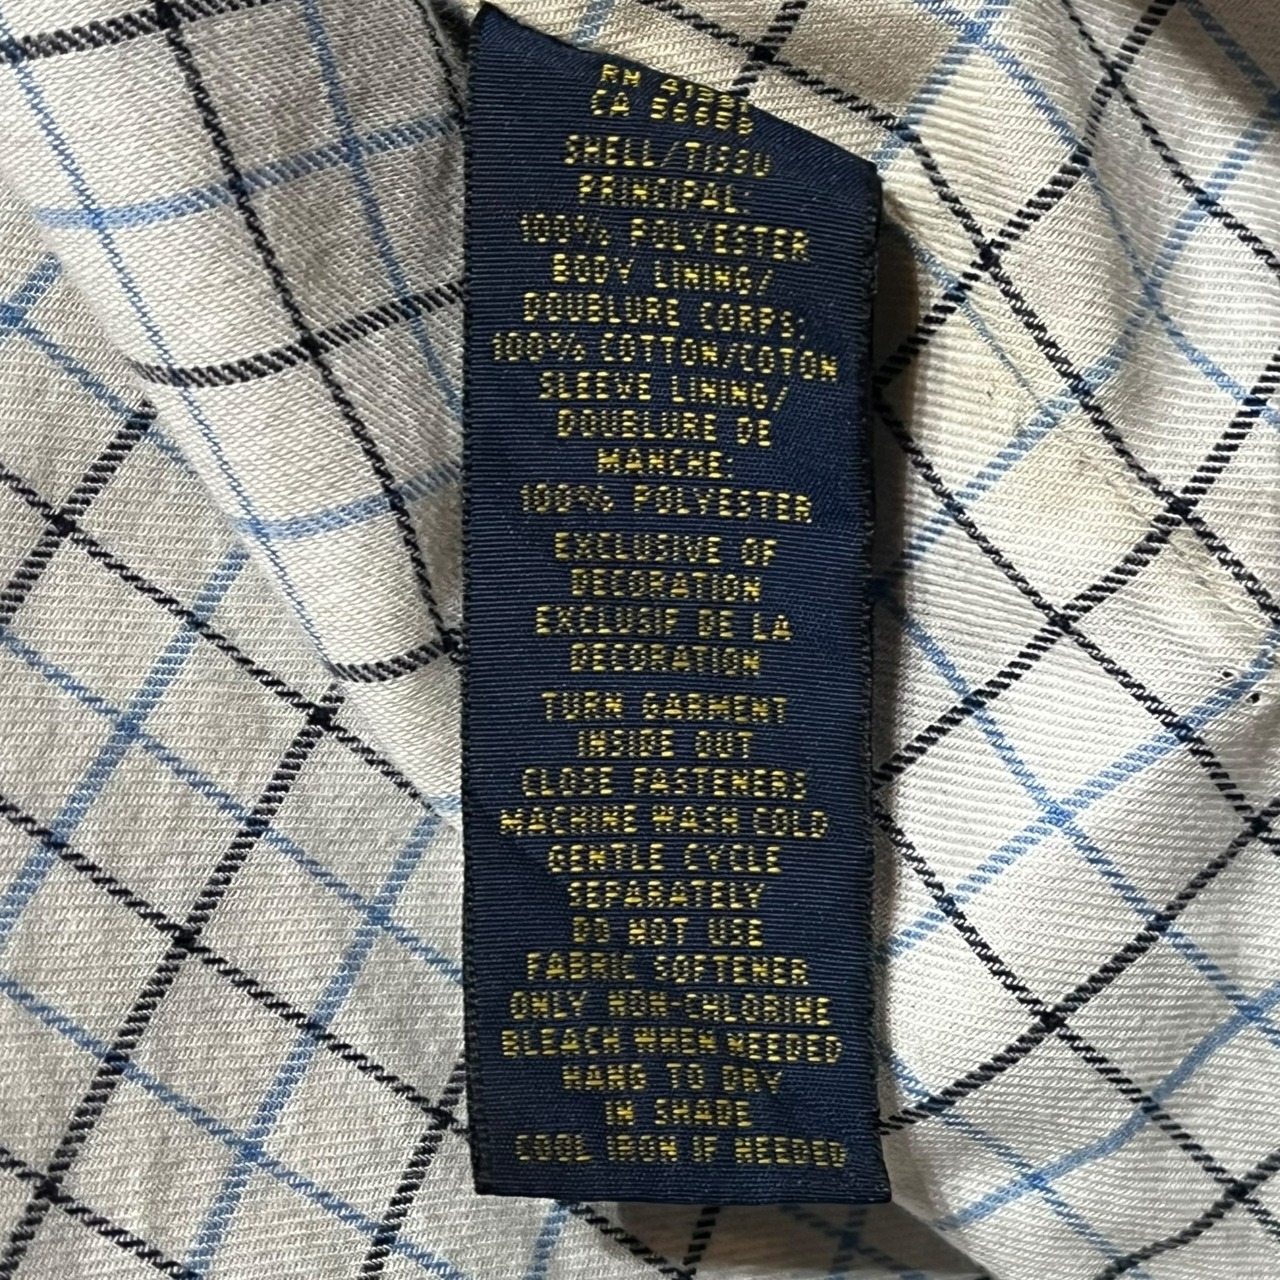 RN 41381
CA 56656
SHELL/TISSU
PRINCIPAL:
100% POLYESTER
BODY LINING/
DOUBLURE CORPS:
100% COTTON/COTON
SLEEVE LINING/
DOUBLURE DE
MANCHE:
100% POLYESTER
EXCLUSIVE OF
DECORATION
EXCLUSIF DE LA
DECORATION
TURN GARMENT
INSIDE OUT
CLOSE FASTENERS
MACHINE WASH COLD
GENTLE CYCLE
SEPARATELY
DO NOT USE
FABRIC SOFTENER
ONLY NON-CHLORINE
BLEACH WHEN NEEDED
HANG TO DRY
IN SHADE
COOL IRON IF NEEDED